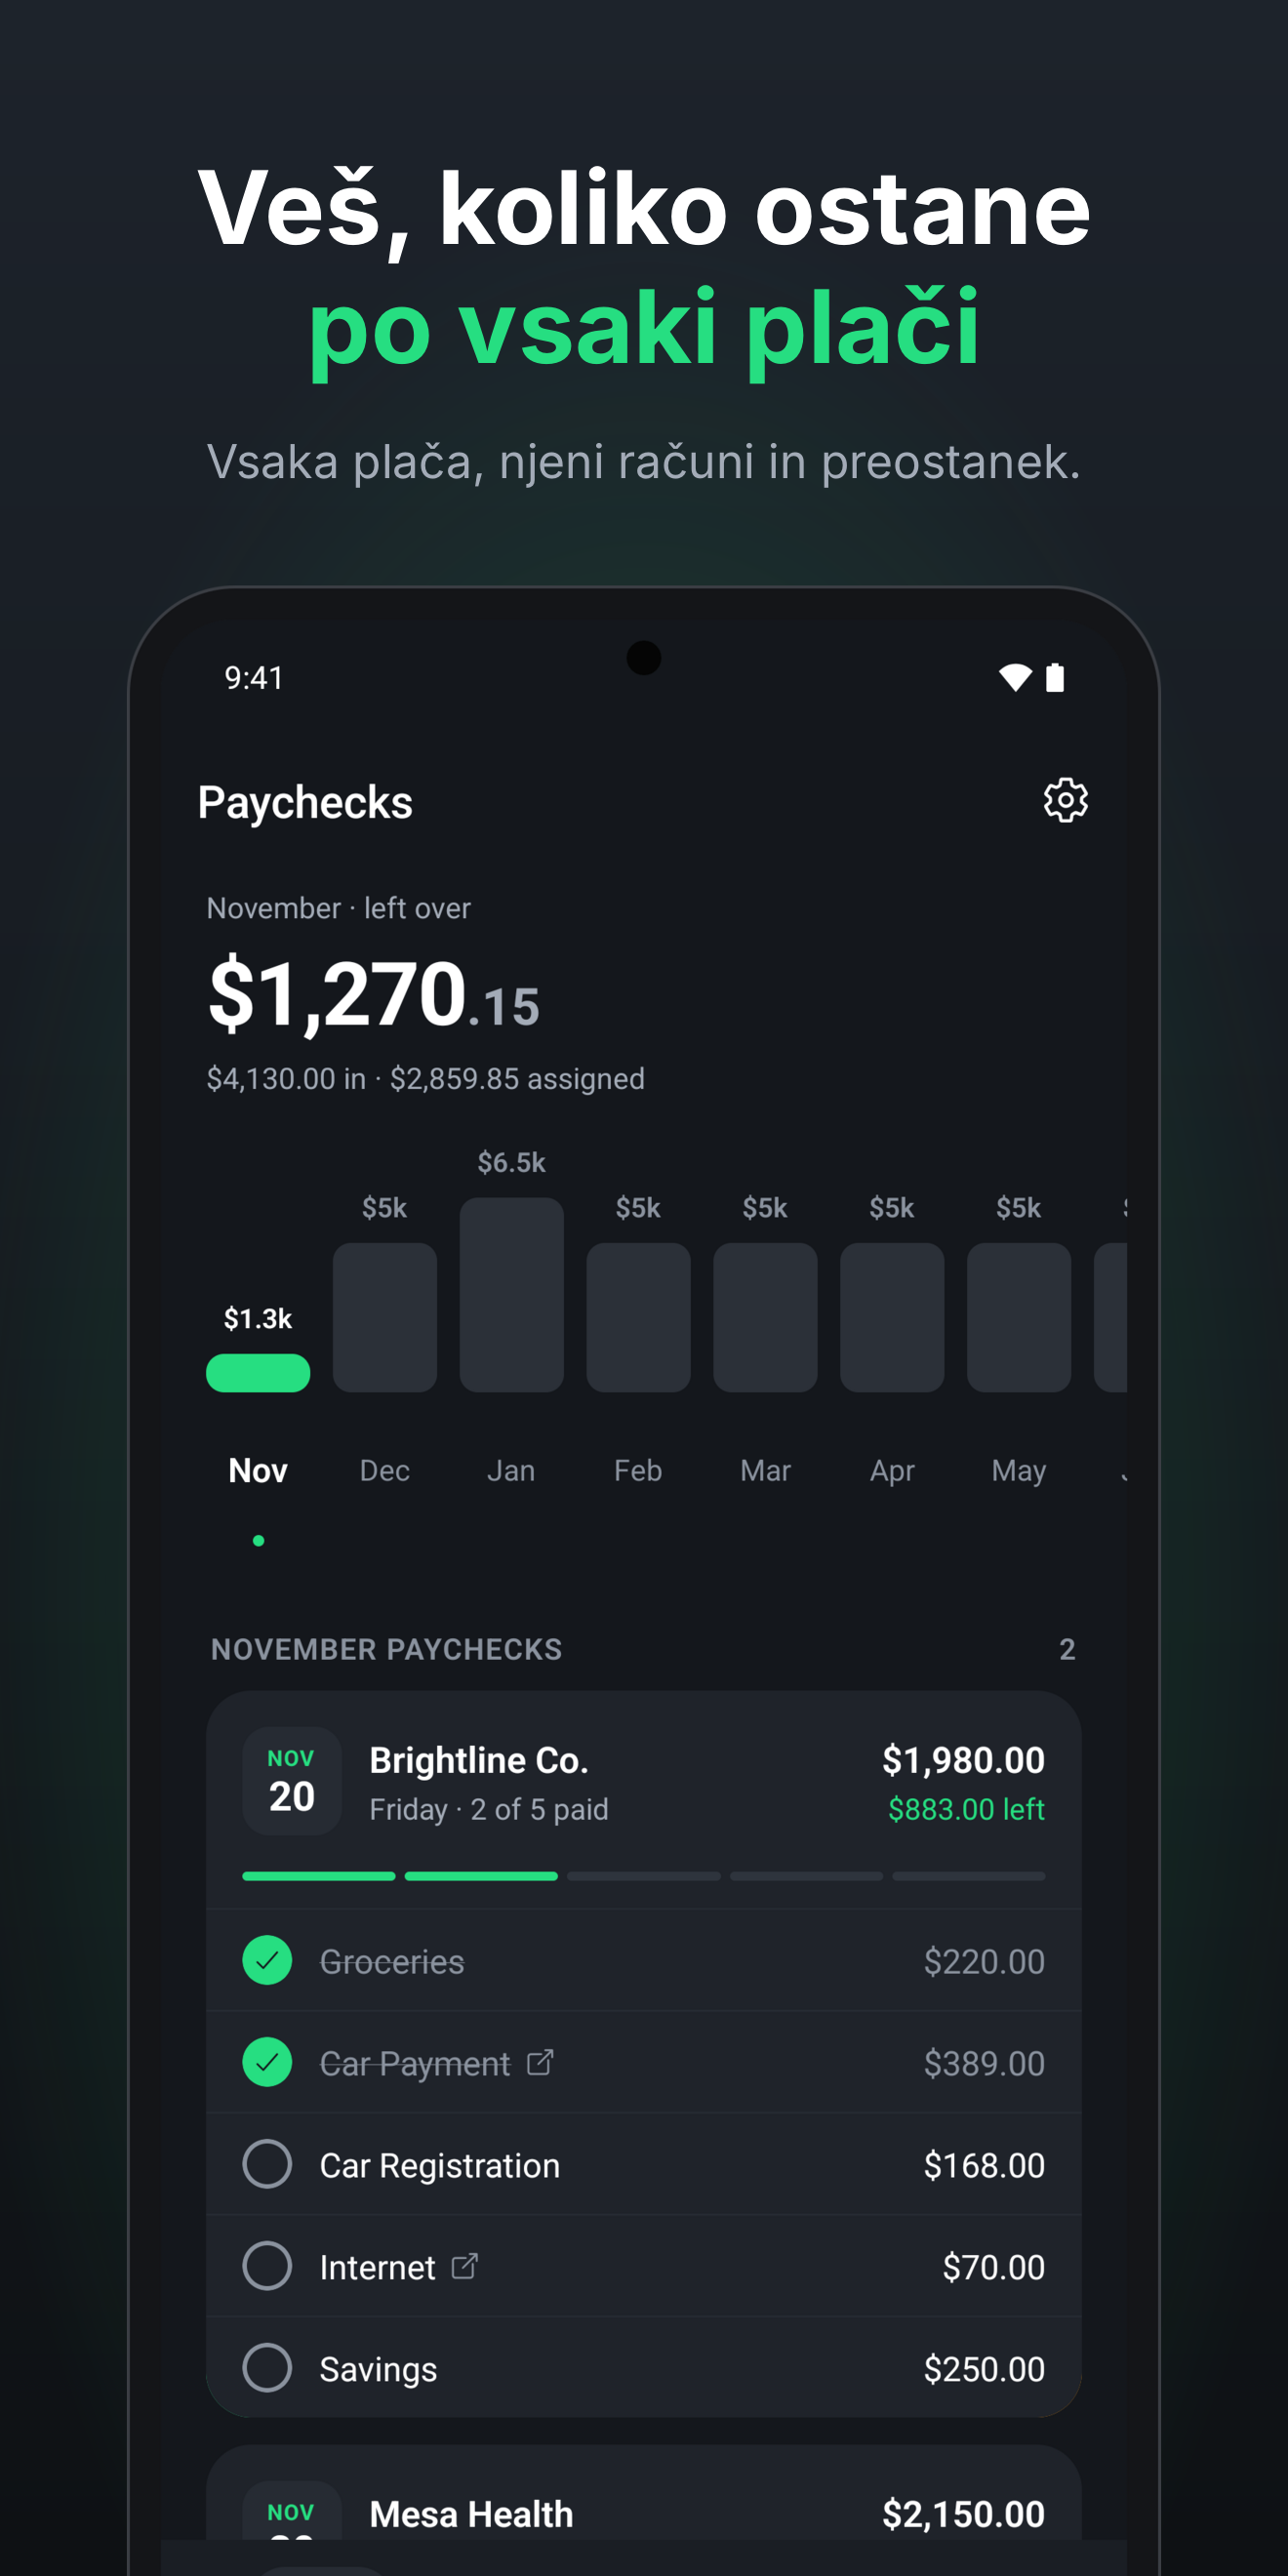 Veš, koliko ostane
po vsaki plači
Vsaka plača, njeni računi in preostanek.
9:41
Paychecks
November · left over
$1,270.15
$4,130.00 in · $2,859.85 assigned
$1.3k $5k $6.5k $5k $5k $5k $5k
Nov Dec Jan Feb Mar Apr May
NOVEMBER PAYCHECKS 2
NOV 20 Brightline Co. $1,980.00
Friday · 2 of 5 paid $883.00 left
Groceries $220.00
Car Payment $389.00
Car Registration $168.00
Internet $70.00
Savings $250.00
NOV Mesa Health $2,150.00